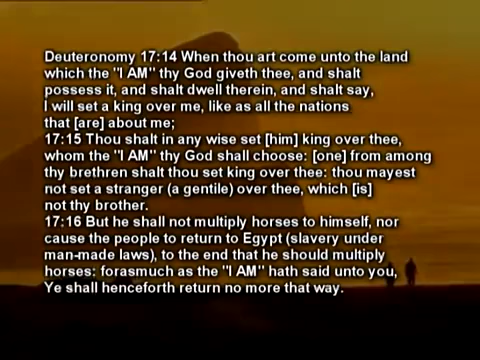 Deuteronomy 17:14 When thou art come unto the land
which the "I AM" thy God giveth thee, and shalt
possess it, and shalt dwell therein, and shalt say,
I will set a king over me, like as all the nations
that [are] about me;
17:15 Thou shalt in any wise set [him] king over thee,
whom the "I AM" thy God shall choose: [one] from among
thy brethren shalt thou set king over thee: thou mayest
not set a stranger (a gentile) over thee, which [is]
not thy brother.
17:16 But he shall not multiply horses to himself, nor
cause the people to return to Egypt (slavery under
man-made laws), to the end that he should multiply
horses: forasmuch as the "I AM" hath said unto you,
Ye shall henceforth return no more that way.